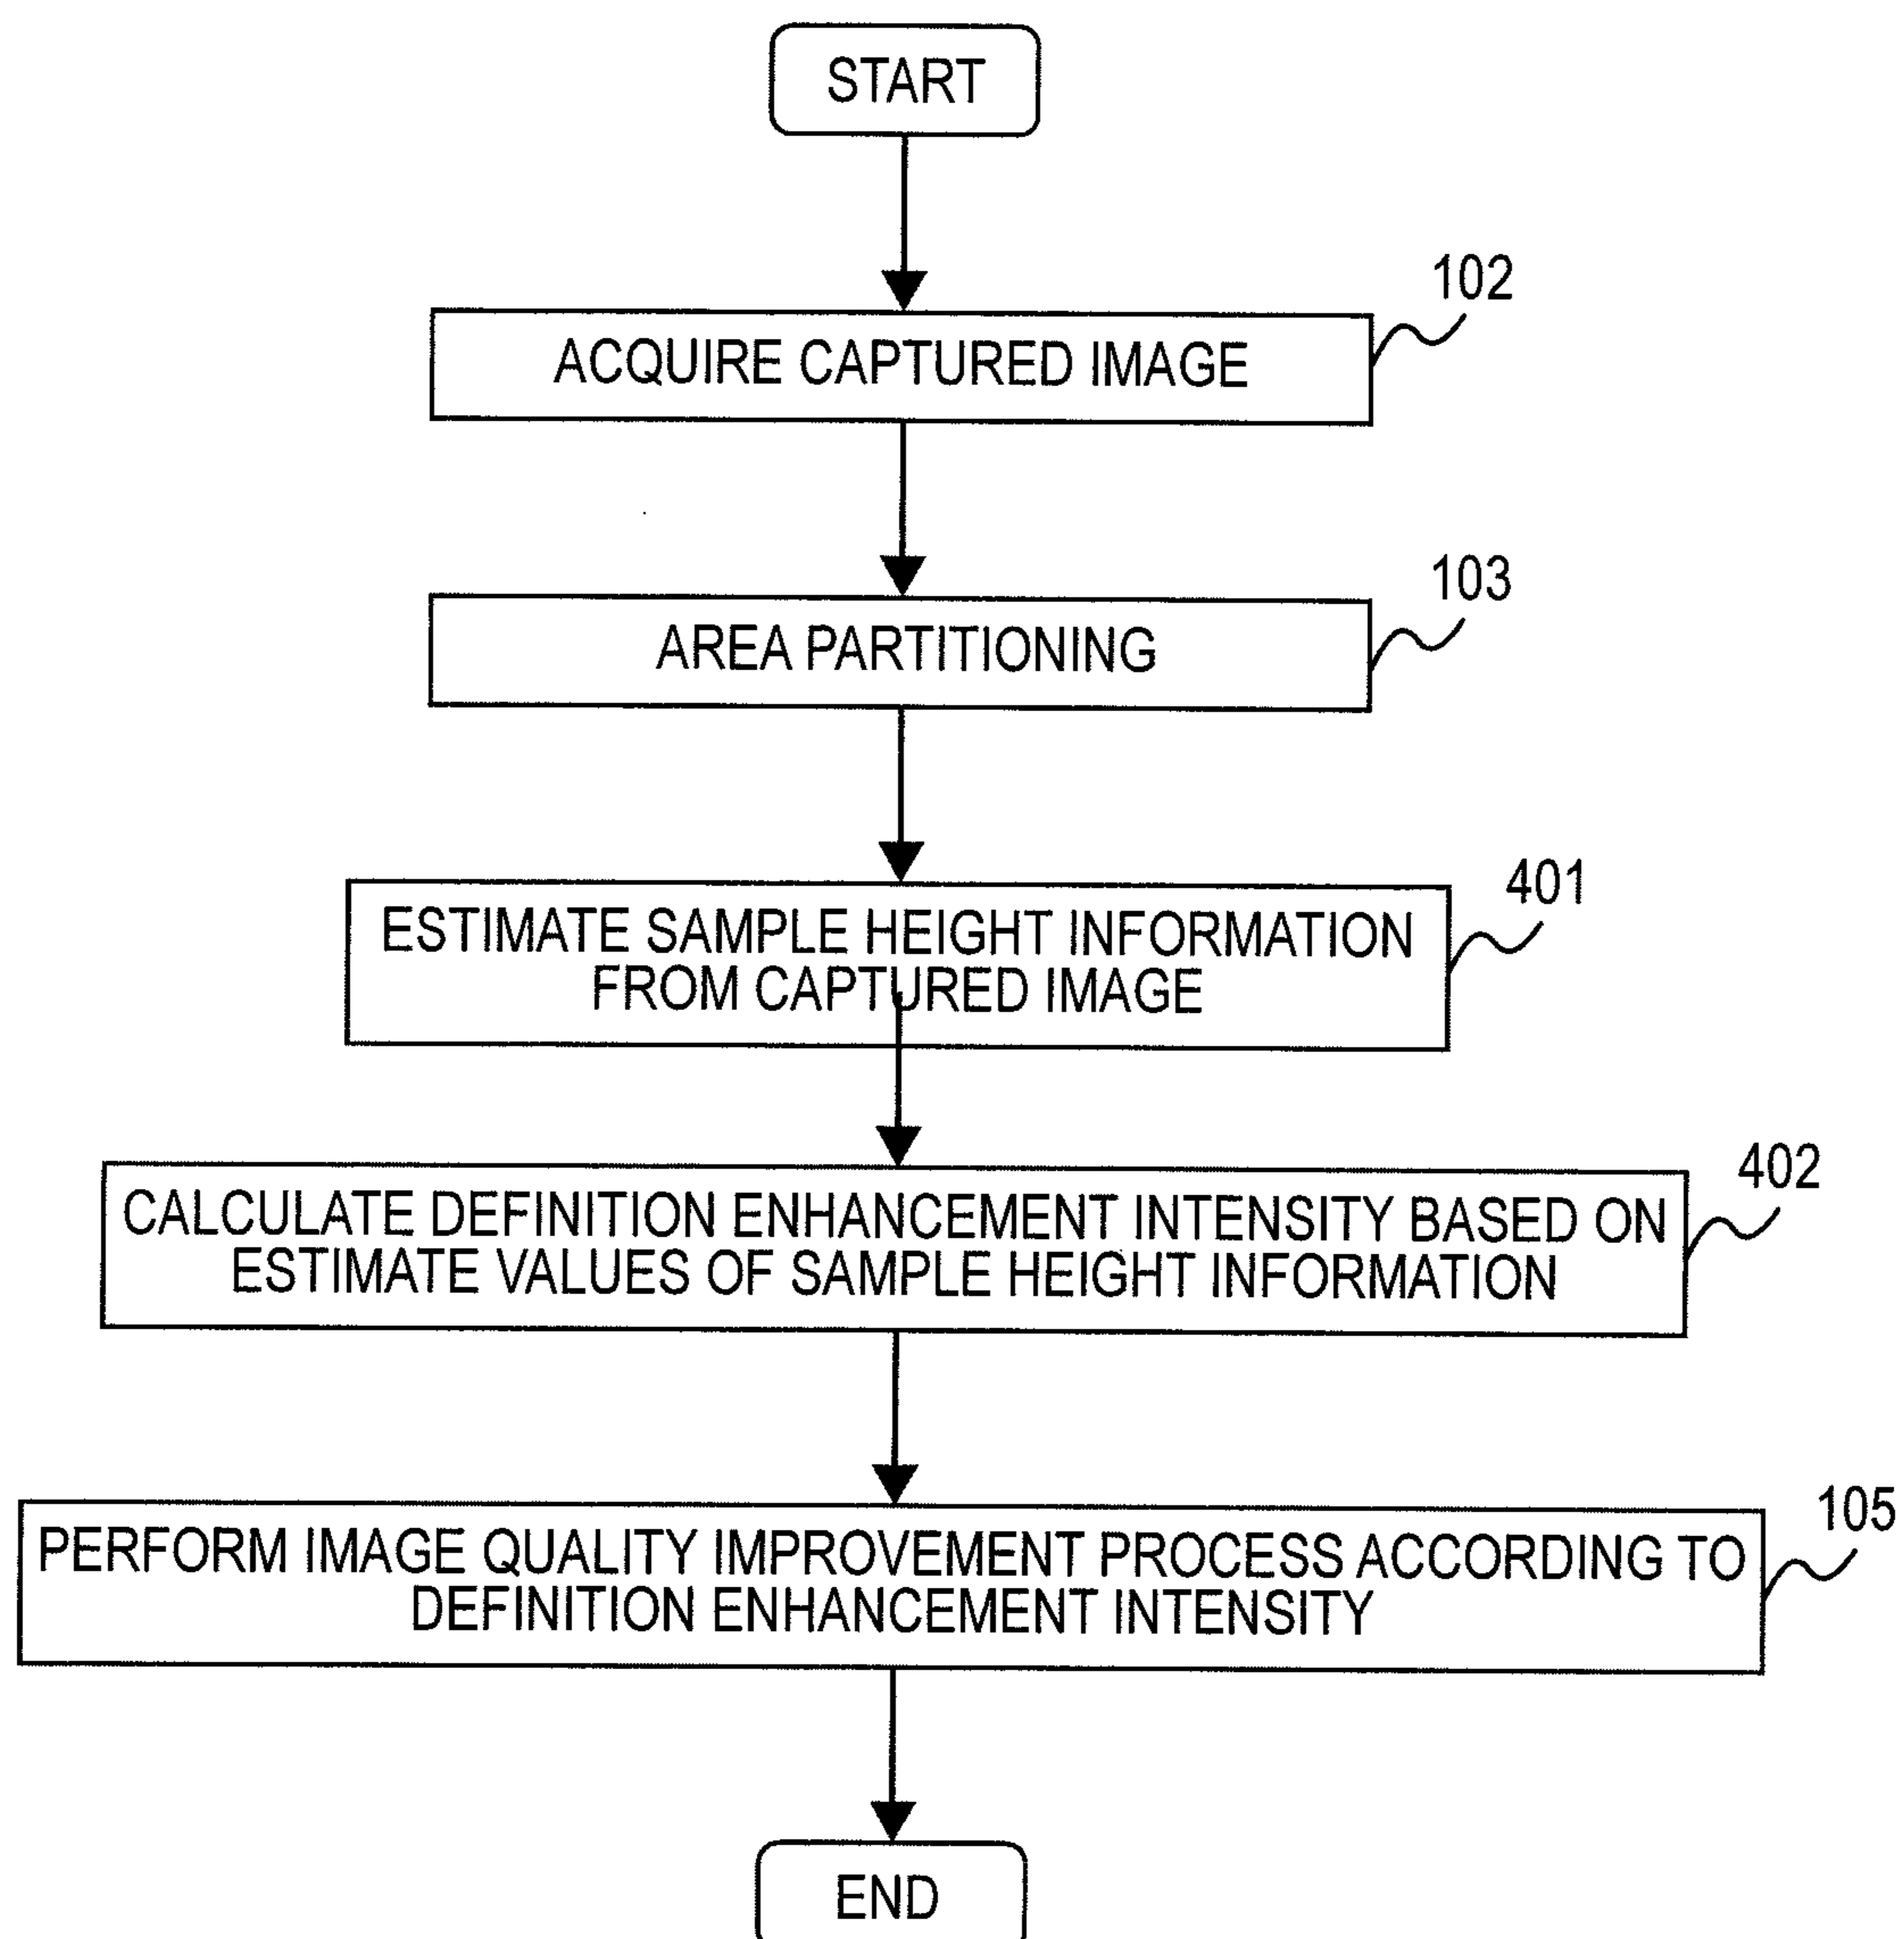 START
102
ACQUIRE CAPTURED IMAGE
103
AREA PARTITIONING
401
ESTIMATE SAMPLE HEIGHT INFORMATION
FROM CAPTURED IMAGE
402
CALCULATE DEFINITION ENHANCEMENT INTENSITY BASED ON
ESTIMATE VALUES OF SAMPLE HEIGHT INFORMATION
105
PERFORM IMAGE QUALITY IMPROVEMENT PROCESS ACCORDING TO
DEFINITION ENHANCEMENT INTENSITY
END